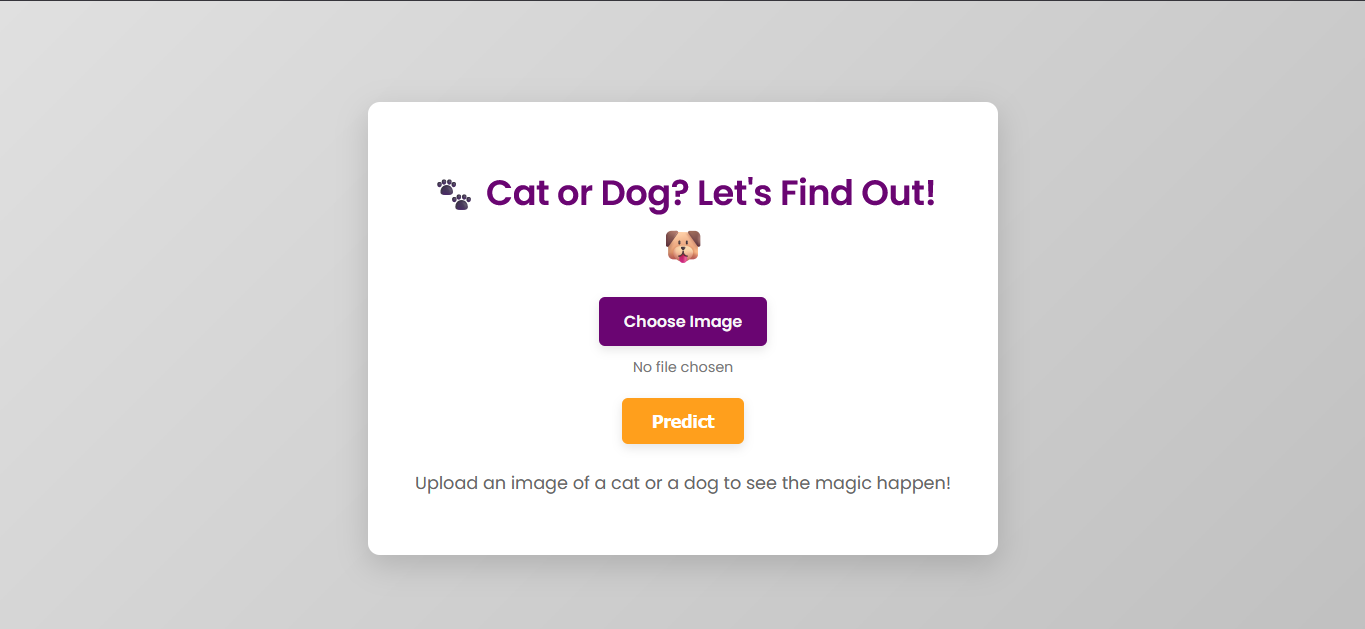 🐾 Cat or Dog? Let's Find Out!
🐶
Choose Image
No file chosen
Predict
Upload an image of a cat or a dog to see the magic happen!